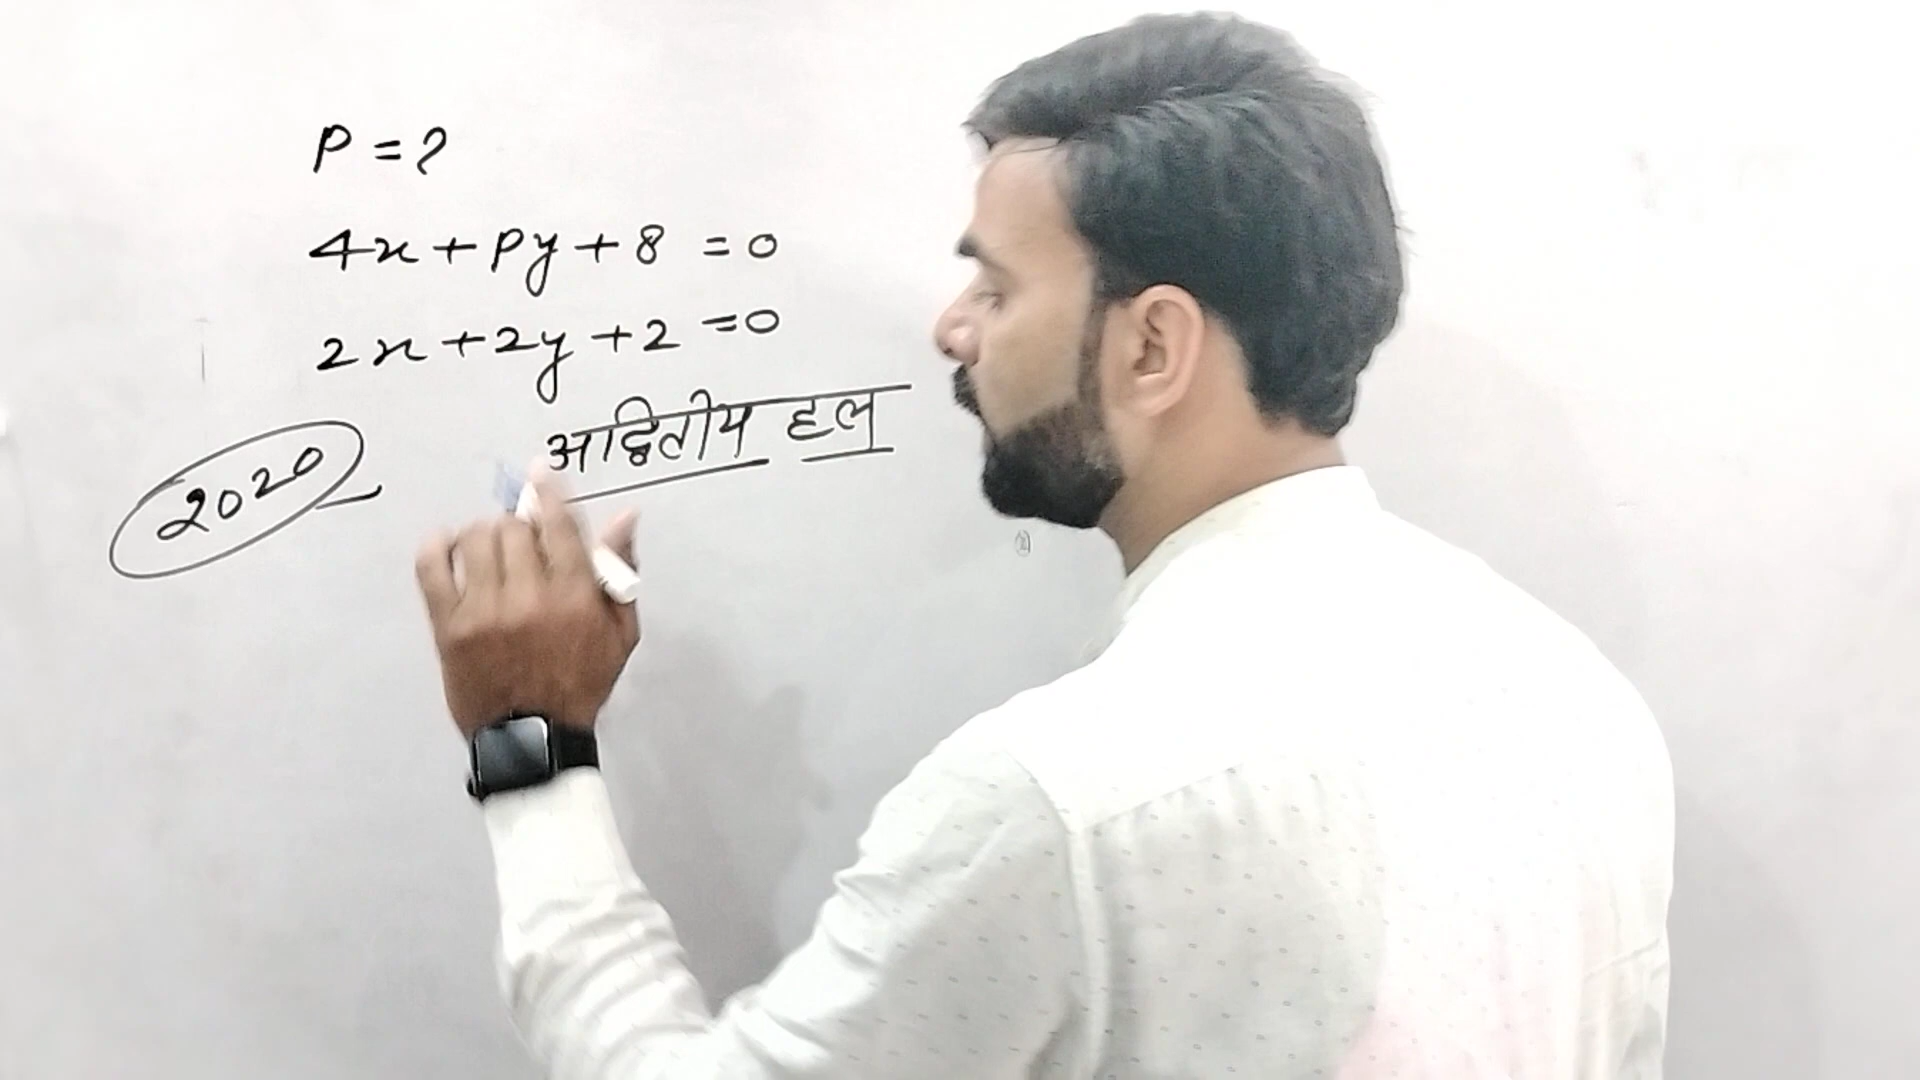 P = ?
4x + py + 8 = 0
2x + 2y + 2 = 0
अद्वितीय हल
2020